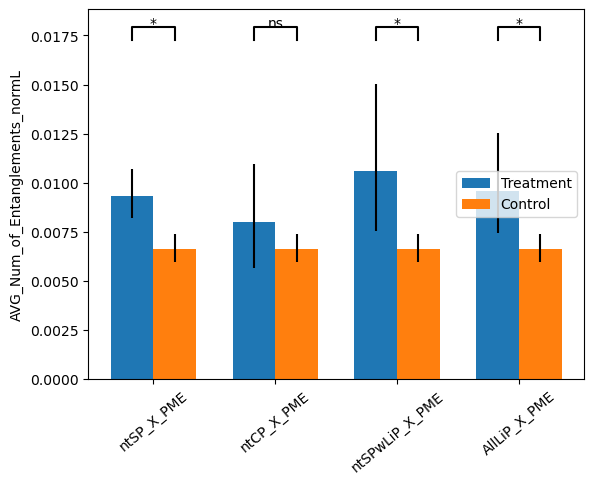 * ns * *
0.0175
0.0150
0.0125
0.0100
0.0075
0.0050
0.0025
0.0000
AVG_Num_of_Entanglements_normL
Treatment
Control
ntSP_X_PME
ntCP_X_PME
ntSPwLiP_X_PME
AllLiP_X_PME